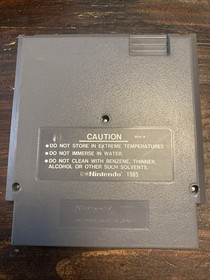 CAUTION
●DO NOT STORE IN EXTREME TEMPERATURES
●DO NOT IMMERSE IN WATER.
●DO NOT CLEAN WITH BENZENE, THINNER,
ALCOHOL OR OTHER SUCH SOLVENTS.
©Nintendo 1985
Nintendo